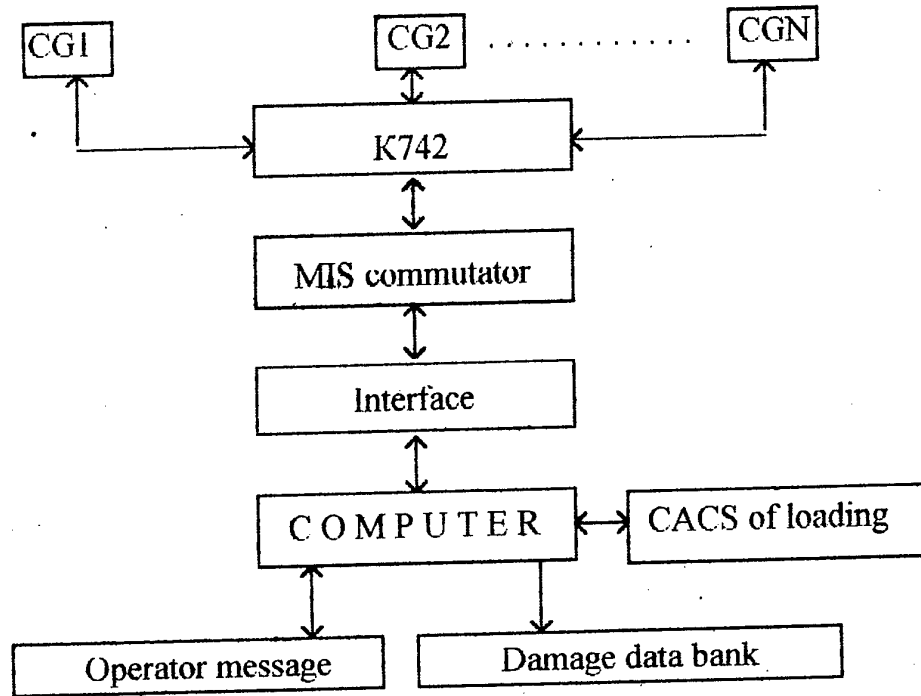 CG1
CG2 . . . . . . . . . . . . CGN
K742
MIS commutator
Interface
COMPUTER
CACS of loading
Operator message
Damage data bank